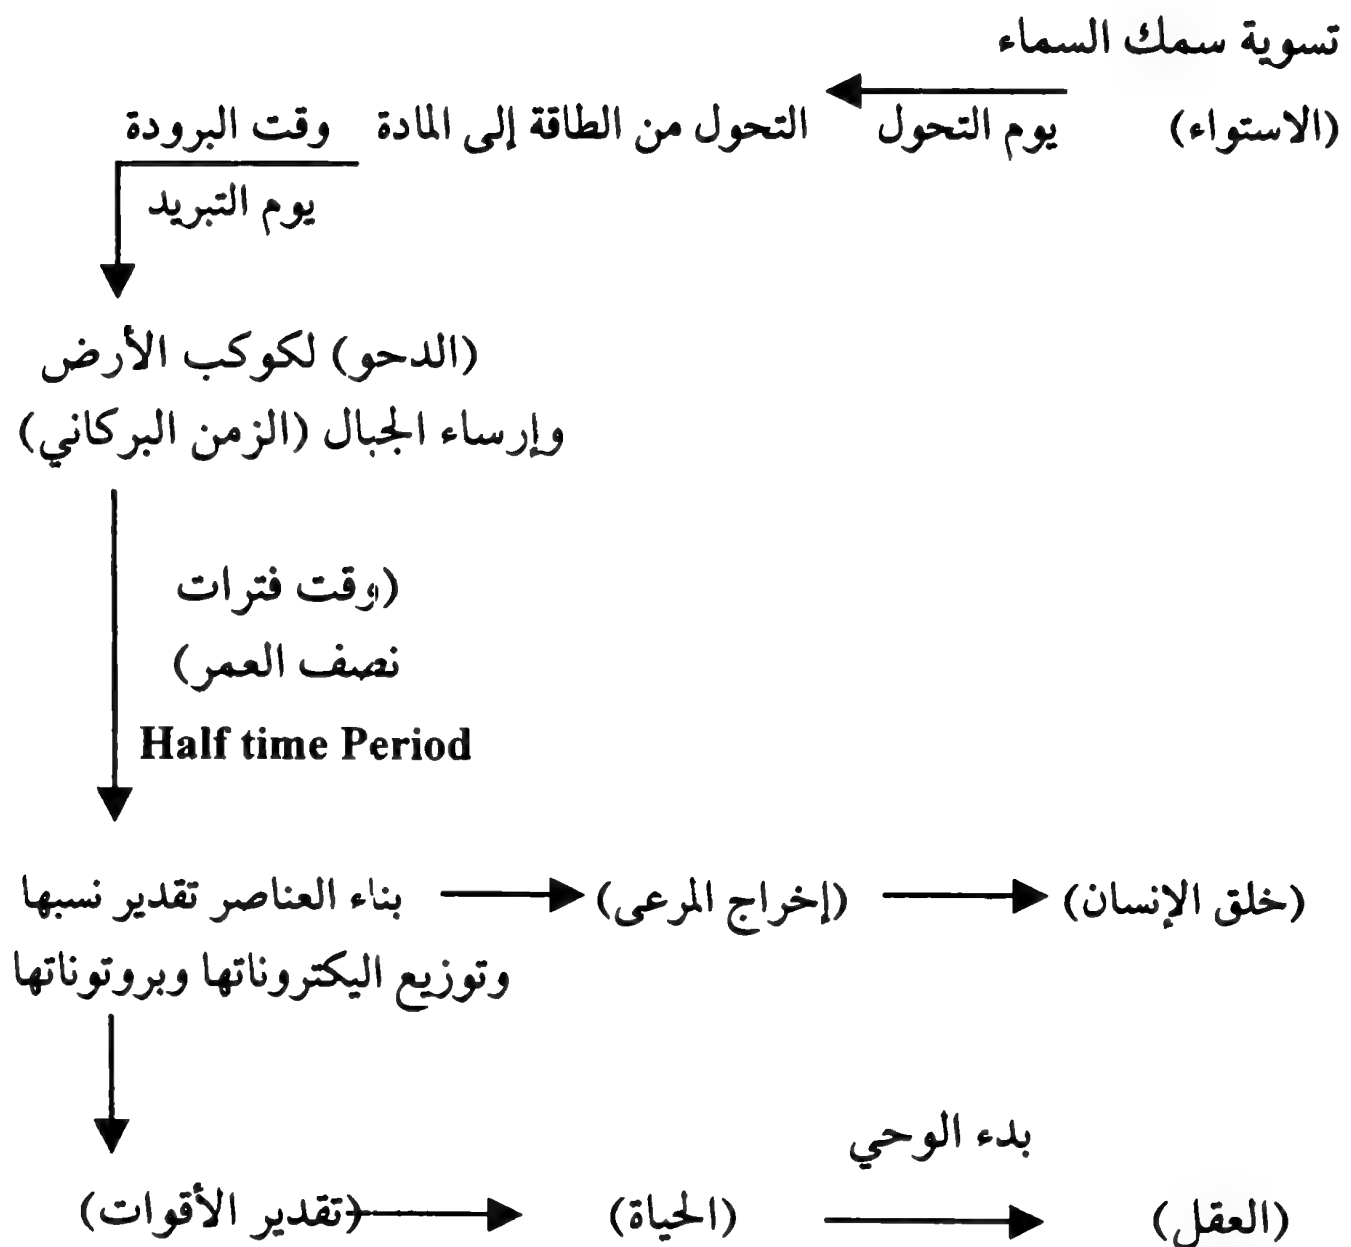 تسوية سمك السماء
(الاستواء) يوم التحول التحول من الطاقة إلى المادة وقت البرودة
يوم التبريد
(الدحو) لكوكب الأرض
وإرساء الجبال (الزمن البركاني)
(وقت فترات
نصف العمر)
Half time Period
بناء العناصر تقدير نسبها (إخراج المرعى) (خلق الإنسان)
وتوزيع اليكتروناتها وبروتوناتها
بدء الوحي
(تقدير الأقوات) (الحياة) (العقل)